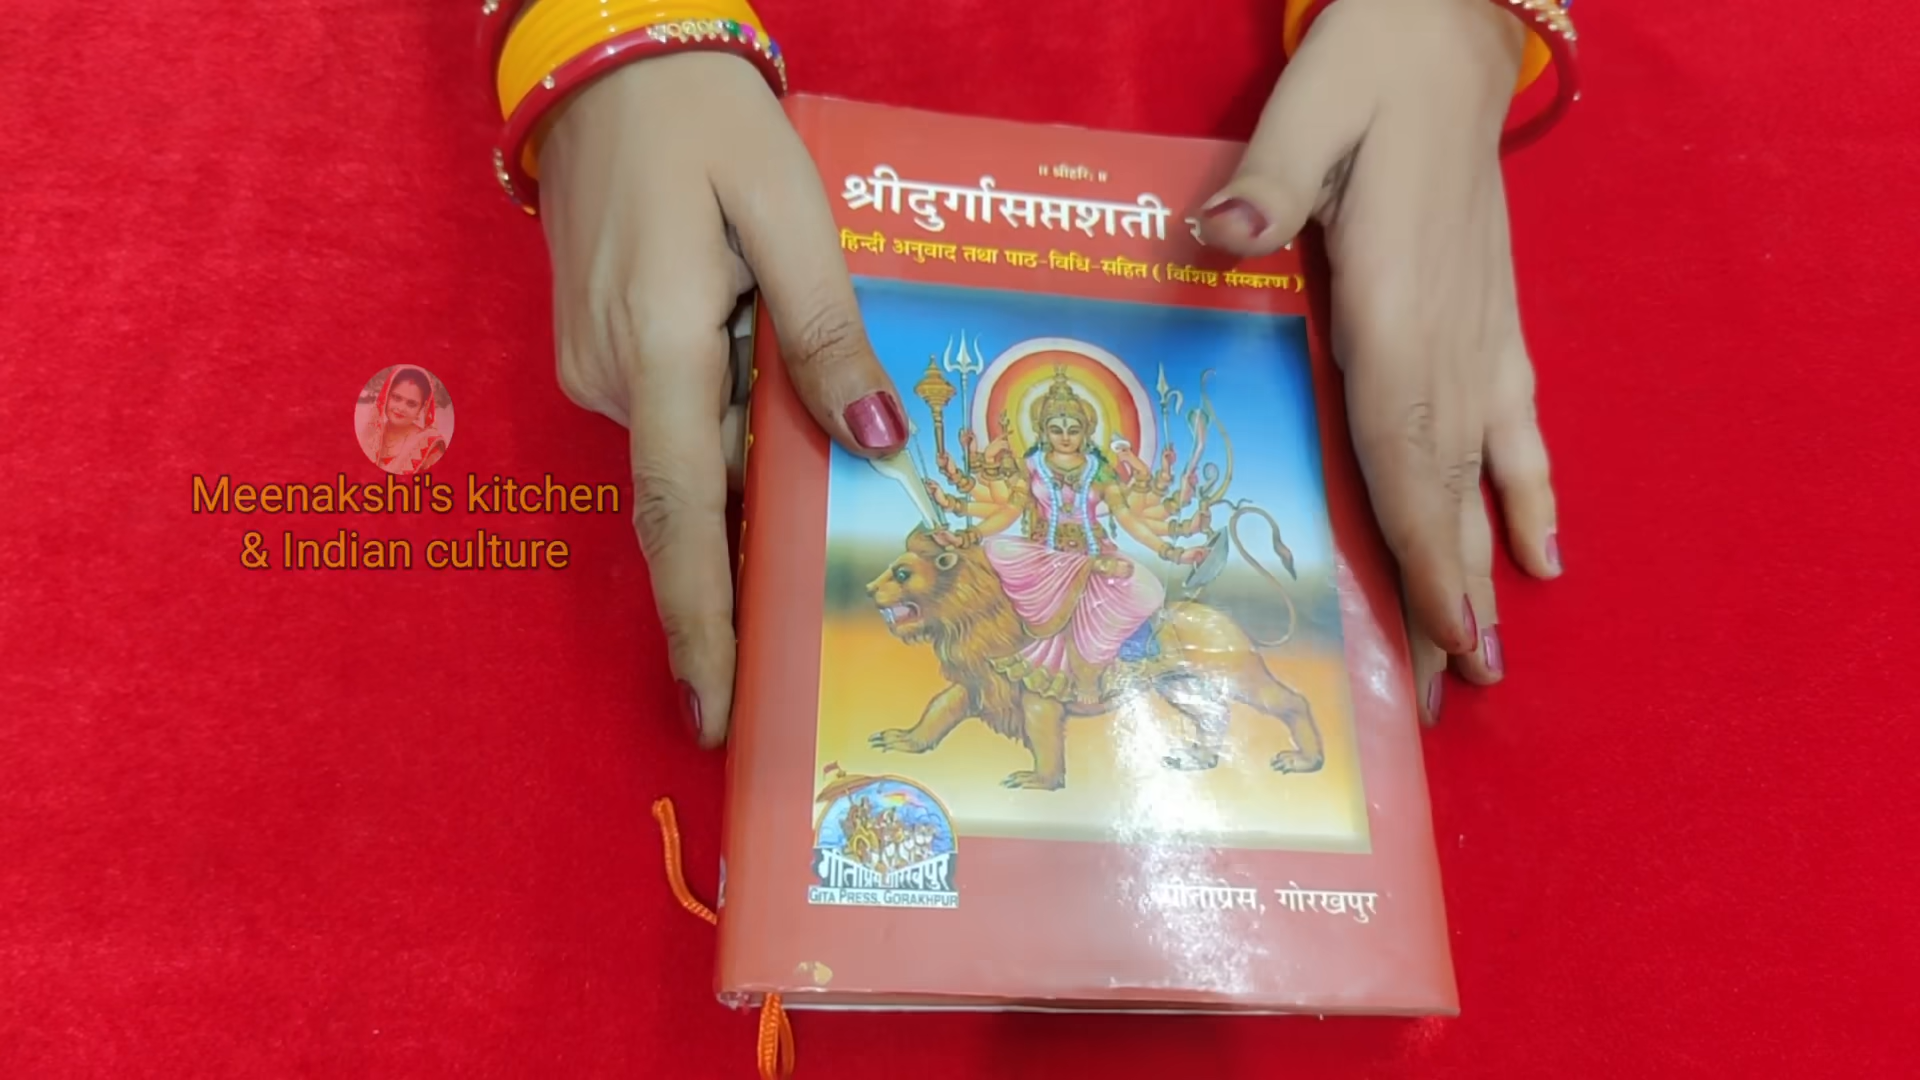 ॥ श्रीहरिः ॥
श्रीदुर्गासप्तशती
हिन्दी अनुवाद तथा पाठ-विधि-सहित ( विशिष्ट संस्करण )
Meenakshi's kitchen
& Indian culture
गीताप्रेस गोरखपुर
GITA PRESS, GORAKHPUR
गीताप्रेस, गोरखपुर